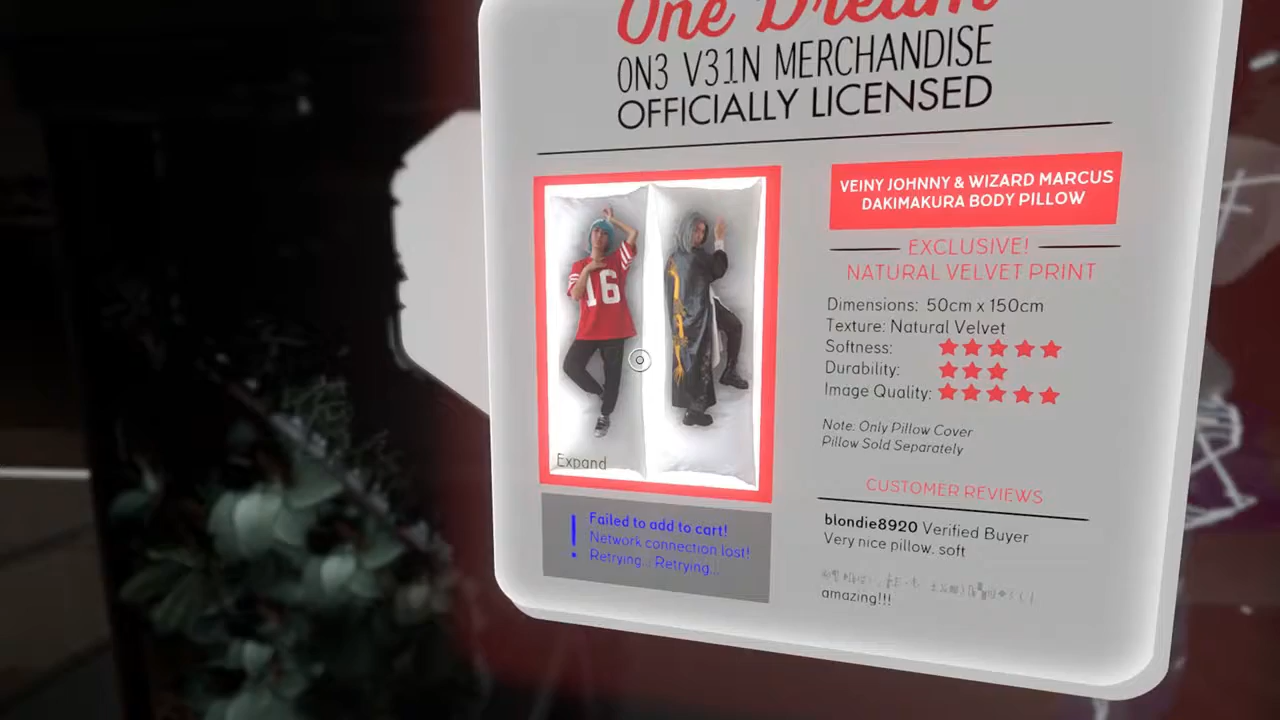 One Dream
0N3 V31N MERCHANDISE
OFFICIALLY LICENSED
VEINY JOHNNY & WIZARD MARCUS
DAKIMAKURA BODY PILLOW
EXCLUSIVE!
NATURAL VELVET PRINT
Dimensions: 50cm x 150cm
Texture: Natural Velvet
Softness:
Durability:
Image Quality:
Note: Only Pillow Cover
Pillow Sold Separately
16
Expand
Failed to add to cart!
Network connection lost!
Retrying... Retrying...
CUSTOMER REVIEWS
blondie8920 Verified Buyer
Very nice pillow. soft
amazing!!!